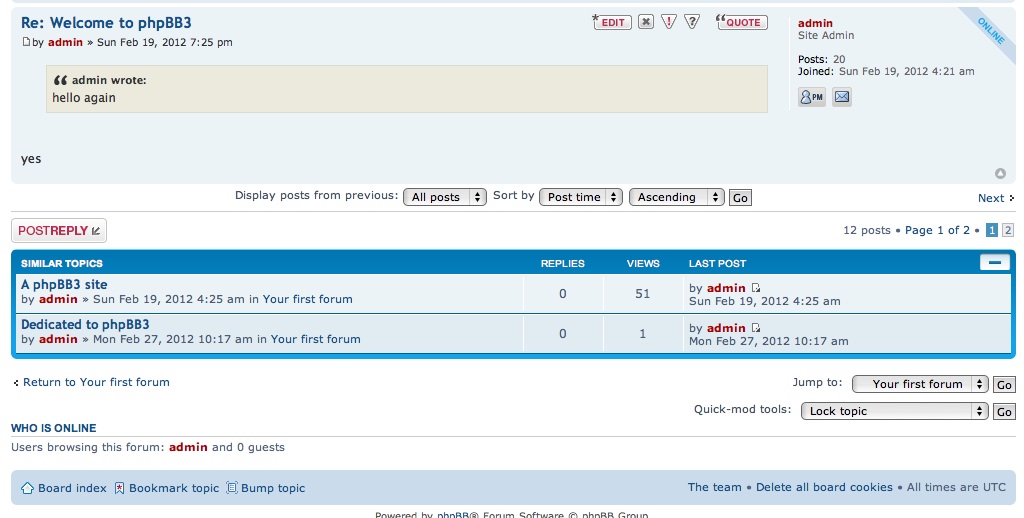 Re: Welcome to phpBB3
EDIT
QUOTE
by admin » Sun Feb 19, 2012 7:25 pm
admin wrote:
hello again
yes
admin
Site Admin
Posts: 20
Joined: Sun Feb 19, 2012 4:21 am
PM
ONLINE
Display posts from previous: All posts Sort by Post time Ascending Go
Next
POSTREPLY
12 posts • Page 1 of 2 • 1 2
SIMILAR TOPICS REPLIES VIEWS LAST POST
A phpBB3 site
by admin » Sun Feb 19, 2012 4:25 am in Your first forum
0 51
by admin
Sun Feb 19, 2012 4:25 am
Dedicated to phpBB3
by admin » Mon Feb 27, 2012 10:17 am in Your first forum
0 1
by admin
Mon Feb 27, 2012 10:17 am
Return to Your first forum
Jump to: Your first forum Go
Quick-mod tools: Lock topic Go
WHO IS ONLINE
Users browsing this forum: admin and 0 guests
Board index Bookmark topic Bump topic
The team • Delete all board cookies • All times are UTC
Powered by phpBB® Forum Software © phpBB Group